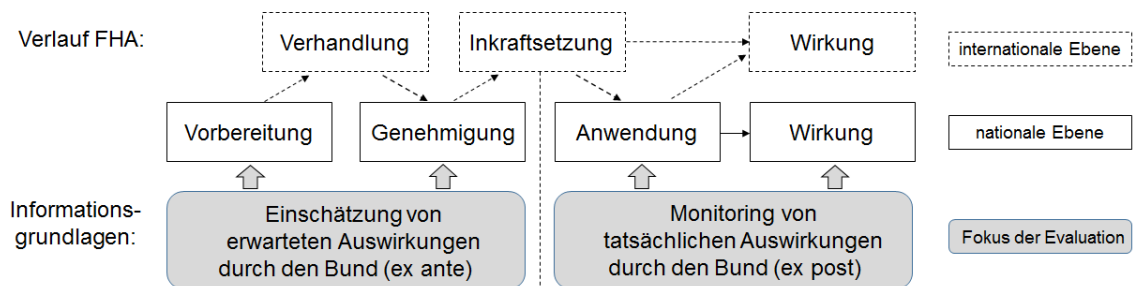 Verlauf FHA:
Verhandlung
Inkraftsetzung
Wirkung
internationale Ebene
Vorbereitung
Genehmigung
Anwendung
Wirkung
nationale Ebene
Informations-
grundlagen:
Einschätzung von
erwarteten Auswirkungen
durch den Bund (ex ante)
Monitoring von
tatsächlichen Auswirkungen
durch den Bund (ex post)
Fokus der Evaluation